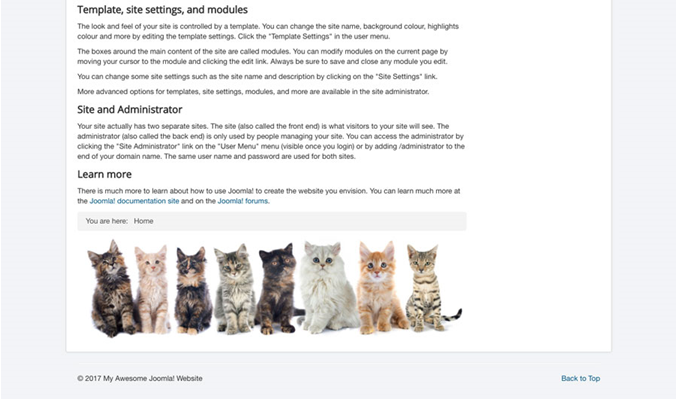 Template, site settings, and modules
The look and feel of your site is controlled by a template. You can change the site name, background colour, highlights
colour and more by editing the template settings. Click the "Template Settings" in the user menu.
The boxes around the main content of the site are called modules. You can modify modules on the current page by
moving your cursor to the module and clicking the edit link. Always be sure to save and close any module you edit.
You can change some site settings such as the site name and description by clicking on the "Site Settings" link.
More advanced options for templates, site settings, modules, and more are available in the site administrator.
Site and Administrator
Your site actually has two separate sites. The site (also called the front end) is what visitors to your site will see. The
administrator (also called the back end) is only used by people managing your site. You can access the administrator by
clicking the "Site Administrator" link on the "User Menu" menu (visible once you login) or by adding /administrator to the
end of your domain name. The same user name and password are used for both sites.
Learn more
There is much more to learn about how to use Joomla! to create the website you envision. You can learn much more at
the Joomla! documentation site and on the Joomla! forums.
You are here: Home
© 2017 My Awesome Joomla! Website Back to Top